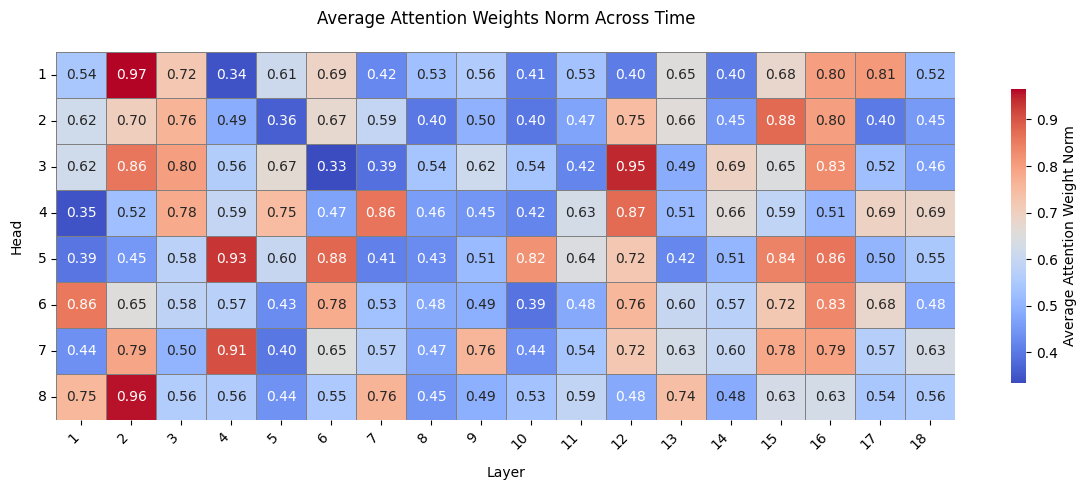 Average Attention Weights Norm Across Time
1 0.54 0.97 0.72 0.34 0.61 0.69 0.42 0.53 0.56 0.41 0.53 0.40 0.65 0.40 0.68 0.80 0.81 0.52
2 0.62 0.70 0.76 0.49 0.36 0.67 0.59 0.40 0.50 0.40 0.47 0.75 0.66 0.45 0.88 0.80 0.40 0.45
3 0.62 0.86 0.80 0.56 0.67 0.33 0.39 0.54 0.62 0.54 0.42 0.95 0.49 0.69 0.65 0.83 0.52 0.46
4 0.35 0.52 0.78 0.59 0.75 0.47 0.86 0.46 0.45 0.42 0.63 0.87 0.51 0.66 0.59 0.51 0.69 0.69
5 0.39 0.45 0.58 0.93 0.60 0.88 0.41 0.43 0.51 0.82 0.64 0.72 0.42 0.51 0.84 0.86 0.50 0.55
6 0.86 0.65 0.58 0.57 0.43 0.78 0.53 0.48 0.49 0.39 0.48 0.76 0.60 0.57 0.72 0.83 0.68 0.48
7 0.44 0.79 0.50 0.91 0.40 0.65 0.57 0.47 0.76 0.44 0.54 0.72 0.63 0.60 0.78 0.79 0.57 0.63
8 0.75 0.96 0.56 0.56 0.44 0.55 0.76 0.45 0.49 0.53 0.59 0.48 0.74 0.48 0.63 0.63 0.54 0.56
1 2 3 4 5 6 7 8 9 10 11 12 13 14 15 16 17 18
Layer
Head
0.9
0.8
0.7
0.6
0.5
0.4
Average Attention Weight Norm